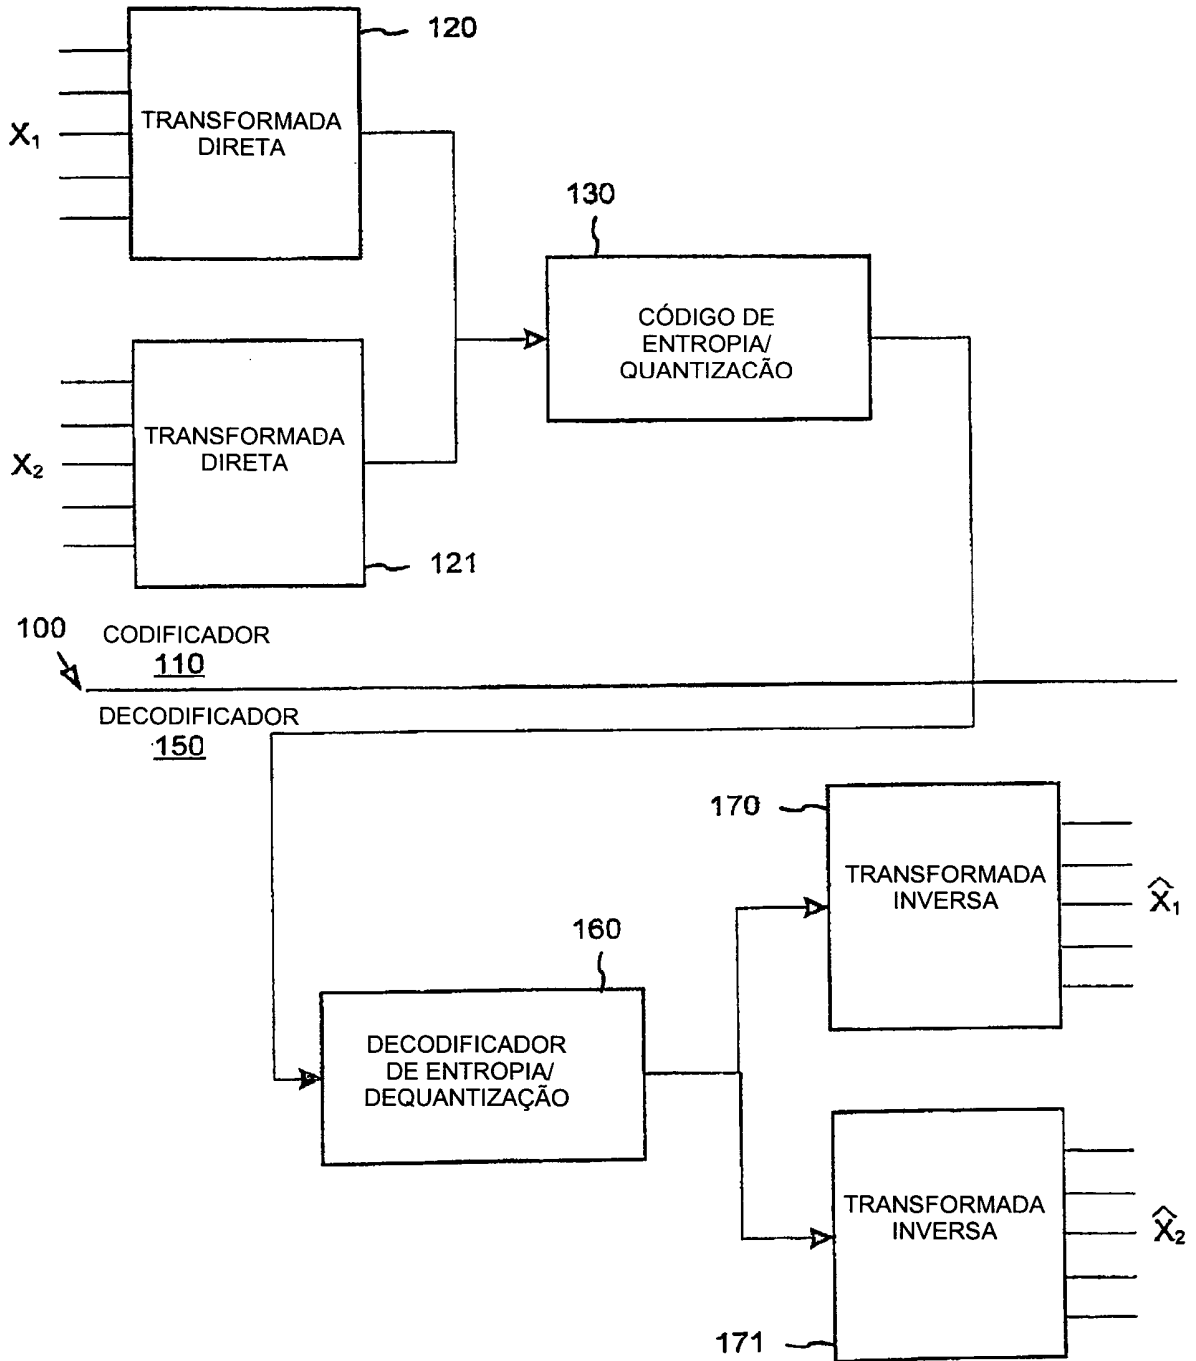 120
TRANSFORMADA
DIRETA
X₁
130
CÓDIGO DE
ENTROPIA/
QUANTIZACÃO
TRANSFORMADA
DIRETA
X₂
121
100
CODIFICADOR
110
DECODIFICADOR
150
170
TRANSFORMADA
INVERSA
X̂₁
160
DECODIFICADOR
DE ENTROPIA/
DEQUANTIZAÇÃO
TRANSFORMADA
INVERSA
X̂₂
171